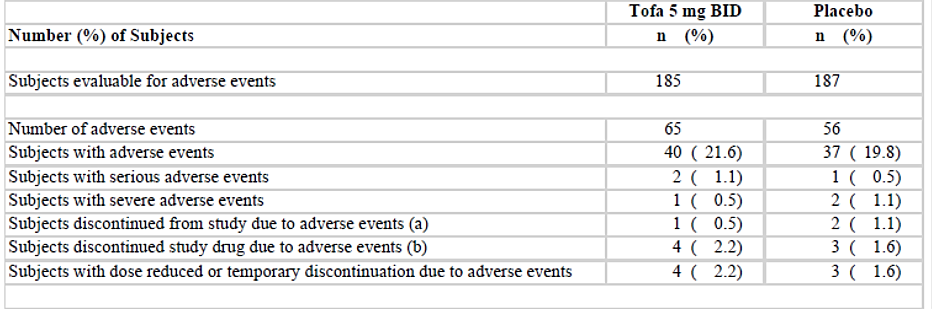 Tofa 5 mg BID Placebo
Number (%) of Subjects n (%) n (%)
Subjects evaluable for adverse events 185 187
Number of adverse events 65 56
Subjects with adverse events 40 ( 21.6) 37 ( 19.8)
Subjects with serious adverse events 2 ( 1.1) 1 ( 0.5)
Subjects with severe adverse events 1 ( 0.5) 2 ( 1.1)
Subjects discontinued from study due to adverse events (a) 1 ( 0.5) 2 ( 1.1)
Subjects discontinued study drug due to adverse events (b) 4 ( 2.2) 3 ( 1.6)
Subjects with dose reduced or temporary discontinuation due to adverse events 4 ( 2.2) 3 ( 1.6)